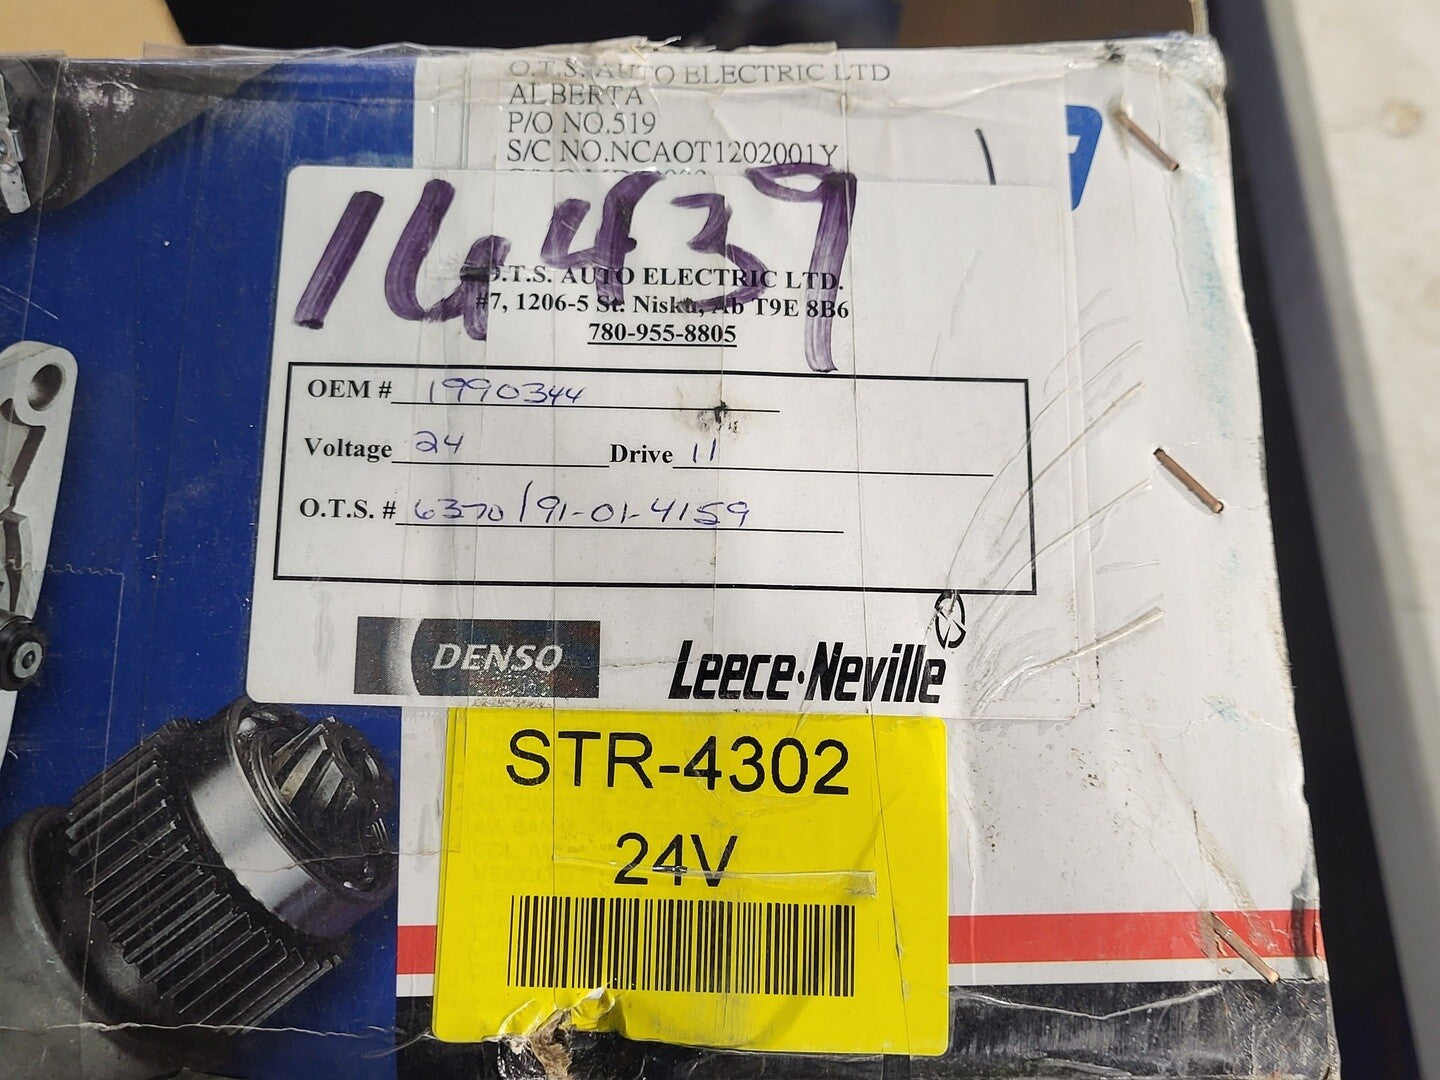 O.T.S. AUTO ELECTRIC LTD
ALBERTA
P/O NO.519
S/C NO.NCAOT1202001Y
16439
O.T.S. AUTO ELECTRIC LTD.
#7, 1206-5 St. Nisku, Ab T9E 8B6
780-955-8805
OEM # 1990344
Voltage 24 Drive 11
O.T.S. # 6370/91-01-4159
DENSO Leece·Neville
STR-4302
24V